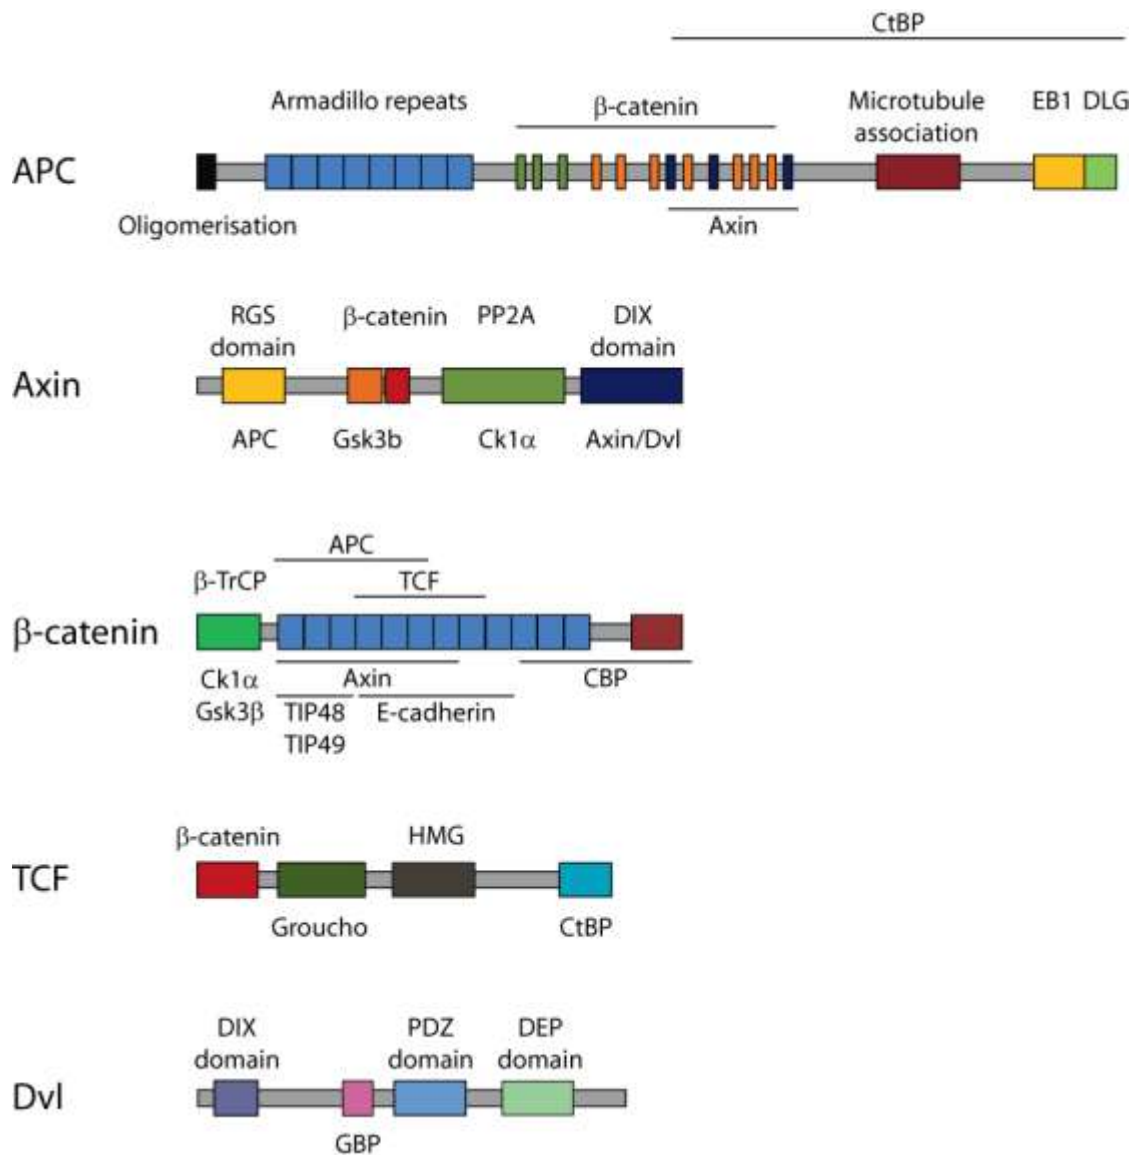 CtBP
Armadillo repeats
β-catenin
Microtubule
association
EB1 DLG
APC
Oligomerisation
Axin
RGS
domain
β-catenin
PP2A
DIX
domain
Axin
APC
Gsk3b
Ck1α
Axin/Dvl
APC
β-TrCP
TCF
β-catenin
Ck1α
Gsk3β
Axin
CBP
TIP48
TIP49
E-cadherin
β-catenin
HMG
TCF
Groucho
CtBP
DIX
domain
PDZ
domain
DEP
domain
Dvl
GBP